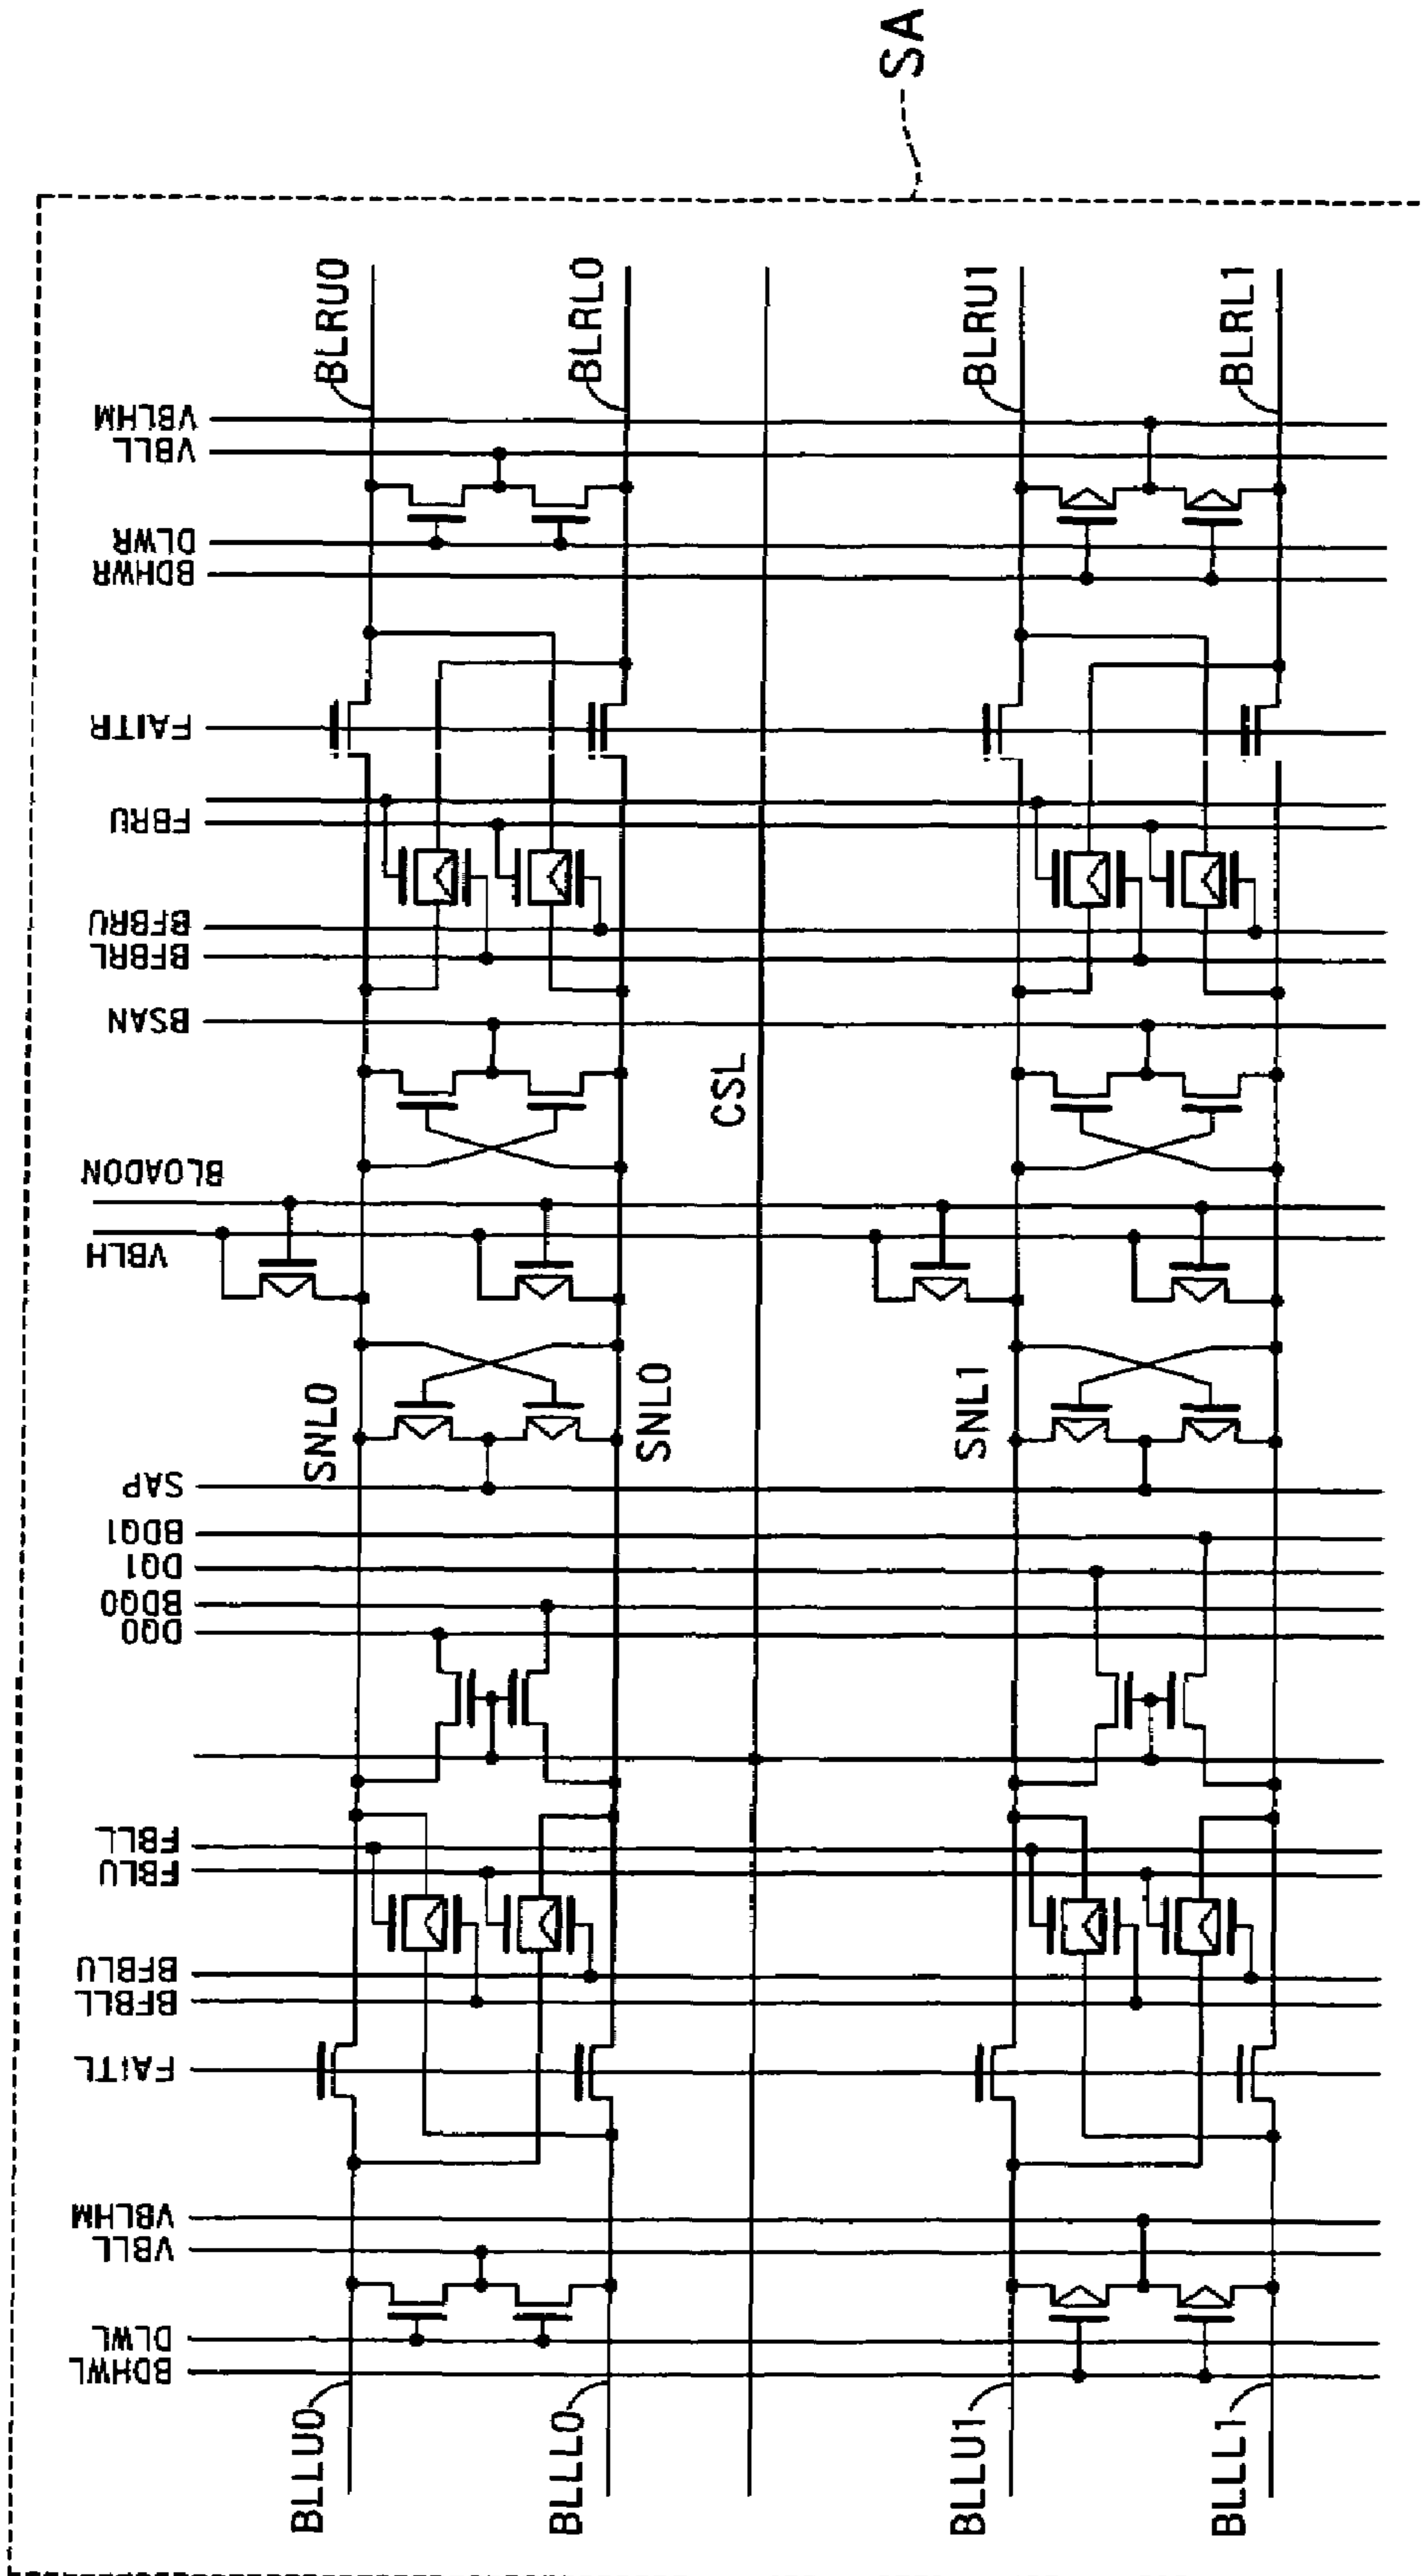 SA
BLRU0
BLRL0
BLRU1
BLRL1
VBLHM
VBLL
DLWR
BDHWR
FAITR
FBRU
BFBRU
BFBRL
BSAN
CSL
BLOADON
VBLH
SNL0
SNL0
SNL1
SAP
BDQ1
DQ1
BDQ0
DQ0
FBLL
FBLU
BFBLU
BFBLL
FAITL
VBLHM
VBLL
DLWL
BDHWL
BLLU0
BLLL0
BLLU1
BLLL1